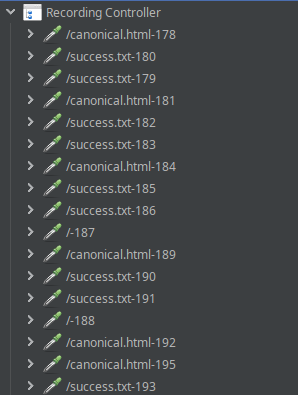 Recording Controller
/canonical.html-178
/success.txt-180
/success.txt-179
/canonical.html-181
/success.txt-182
/success.txt-183
/canonical.html-184
/success.txt-185
/success.txt-186
/-187
/canonical.html-189
/success.txt-190
/success.txt-191
/-188
/canonical.html-192
/canonical.html-195
/success.txt-193